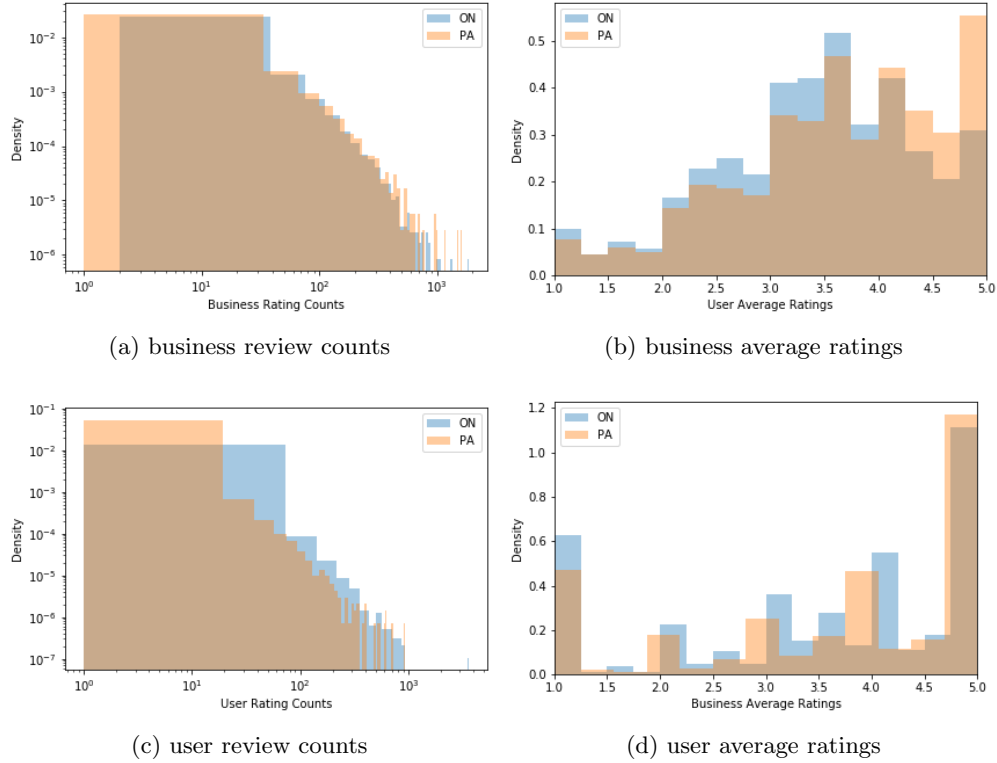 10⁻²
10⁻³
10⁻⁴
10⁻⁵
10⁻⁶
Density
10⁰ 10¹ 10² 10³
Business Rating Counts
ON
PA
(a) business review counts
0.5
0.4
0.3
0.2
0.1
0.0
Density
1.0 1.5 2.0 2.5 3.0 3.5 4.0 4.5 5.0
User Average Ratings
ON
PA
(b) business average ratings
10⁻¹
10⁻²
10⁻³
10⁻⁴
10⁻⁵
10⁻⁶
10⁻⁷
Density
10⁰ 10¹ 10² 10³
User Rating Counts
ON
PA
(c) user review counts
1.2
1.0
0.8
0.6
0.4
0.2
0.0
Density
1.0 1.5 2.0 2.5 3.0 3.5 4.0 4.5 5.0
Business Average Ratings
ON
PA
(d) user average ratings